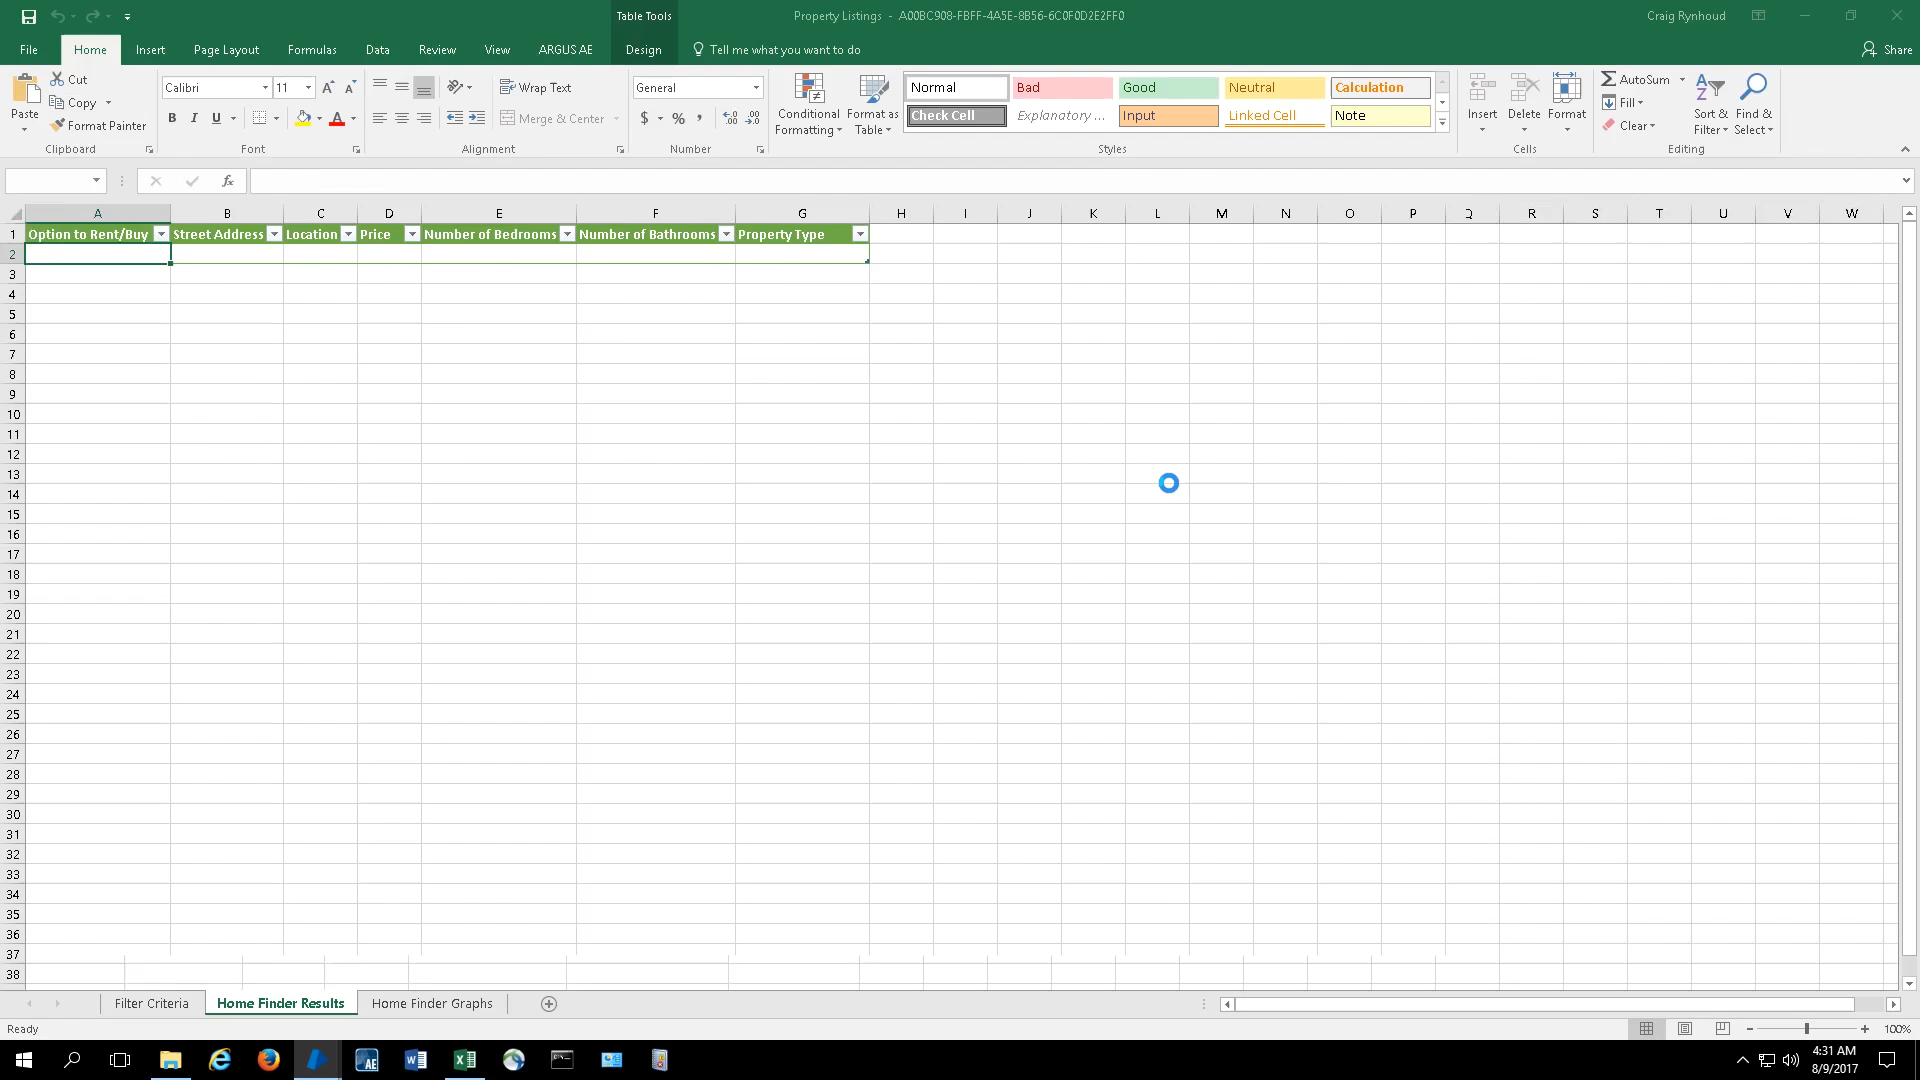 Table Tools
Property Listings - A00BC908-FBFF-4A5E-8B56-6C0F0D2E2FF0
Craig Rynhoud
File Home Insert Page Layout Formulas Data Review View ARGUS AE Design Tell me what you want to do Share
Paste
Cut
Copy
Format Painter
Clipboard
Calibri 11 A A
B I U A
Font
Wrap Text
Merge & Center
Alignment
General
$ % , .00 .0
Number
Conditional Formatting
Format as Table
Normal Bad Good Neutral Calculation
Check Cell Explanatory ... Input Linked Cell Note
Styles
Insert Delete Format
Cells
AutoSum
Fill
Clear
Sort & Filter
Find & Select
Editing
fx
A B C D E F G H I J K L M N O P Q R S T U V W
1 Option to Rent/Buy Street Address Location Price Number of Bedrooms Number of Bathrooms Property Type
2
3
4
5
6
7
8
9
10
11
12
13
14
15
16
17
18
19
20
21
22
23
24
25
26
27
28
29
30
31
32
33
34
35
36
37
38
Filter Criteria Home Finder Results Home Finder Graphs
Ready
100%
AE
4:31 AM
8/9/2017